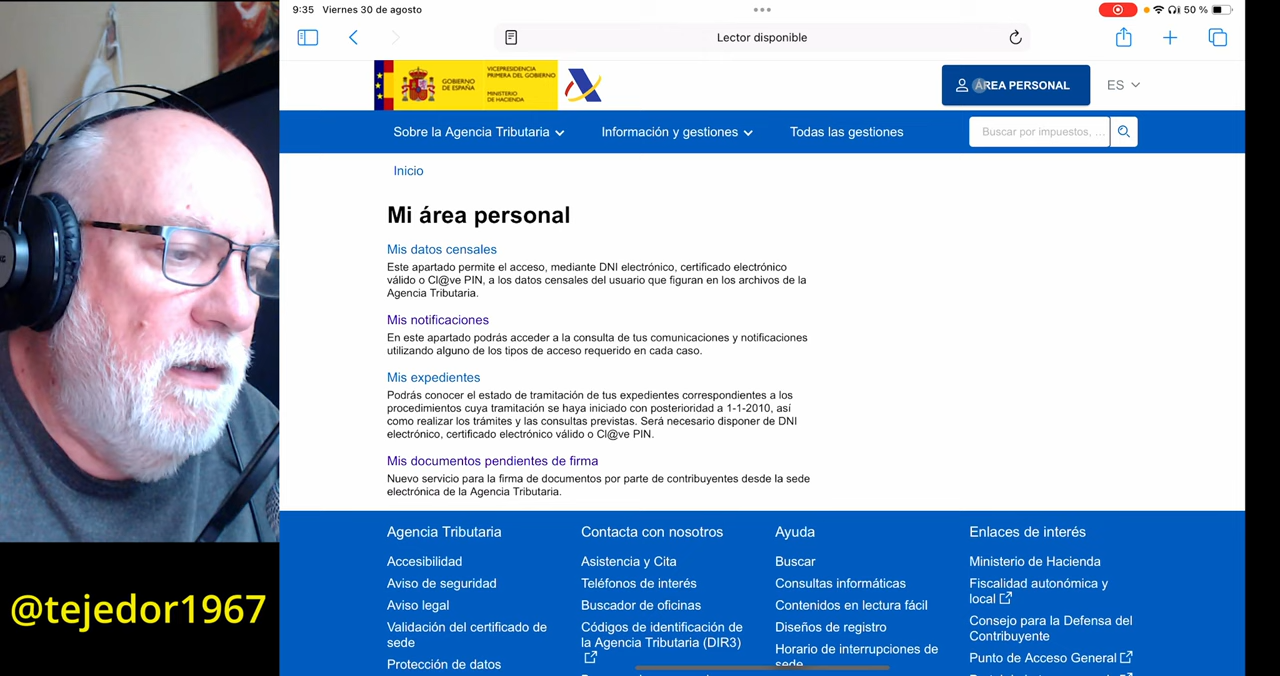 9:35 Viernes 30 de agosto
50 %
Lector disponible
GOBIERNO DE ESPAÑA
VICEPRESIDENCIA PRIMERA DEL GOBIERNO
MINISTERIO DE HACIENDA
ÁREA PERSONAL
ES
Sobre la Agencia Tributaria
Información y gestiones
Todas las gestiones
Buscar por impuestos, ...
Inicio
Mi área personal
Mis datos censales
Este apartado permite el acceso, mediante DNI electrónico, certificado electrónico
válido o Cl@ve PIN, a los datos censales del usuario que figuran en los archivos de la
Agencia Tributaria.
Mis notificaciones
En este apartado podrás acceder a la consulta de tus comunicaciones y notificaciones
utilizando alguno de los tipos de acceso requerido en cada caso.
Mis expedientes
Podrás conocer el estado de tramitación de tus expedientes correspondientes a los
procedimientos cuya tramitación se haya iniciado con posterioridad a 1-1-2010, así
como realizar los trámites y las consultas previstas. Será necesario disponer de DNI
electrónico, certificado electrónico válido o Cl@ve PIN.
Mis documentos pendientes de firma
Nuevo servicio para la firma de documentos por parte de contribuyentes desde la sede
electrónica de la Agencia Tributaria.
Agencia Tributaria
Accesibilidad
Aviso de seguridad
Aviso legal
Validación del certificado de
sede
Protección de datos
Contacta con nosotros
Asistencia y Cita
Teléfonos de interés
Buscador de oficinas
Códigos de identificación de
la Agencia Tributaria (DIR3)
Ayuda
Buscar
Consultas informáticas
Contenidos en lectura fácil
Diseños de registro
Horario de interrupciones de
sede
Enlaces de interés
Ministerio de Hacienda
Fiscalidad autonómica y
local
Consejo para la Defensa del
Contribuyente
Punto de Acceso General
@tejedor1967